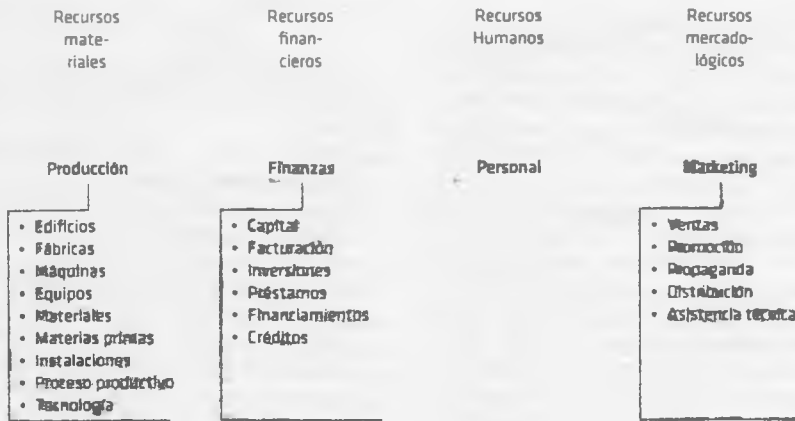 Recursos
mate-
riales
Recursos
finan-
cieros
Recursos
Humanos
Recursos
mercado-
lógicos
Producción
Finanzas
Personal
Marketing
• Edificios
• Fábricas
• Máquinas
• Equipos
• Materiales
• Materias primas
• Instalaciones
• Proceso productivo
• Tecnología
• Capital
• Facturación
• Inversiones
• Préstamos
• Financiamientos
• Créditos
• Ventas
• Promoción
• Propaganda
• Distribución
• Asistencia técnica